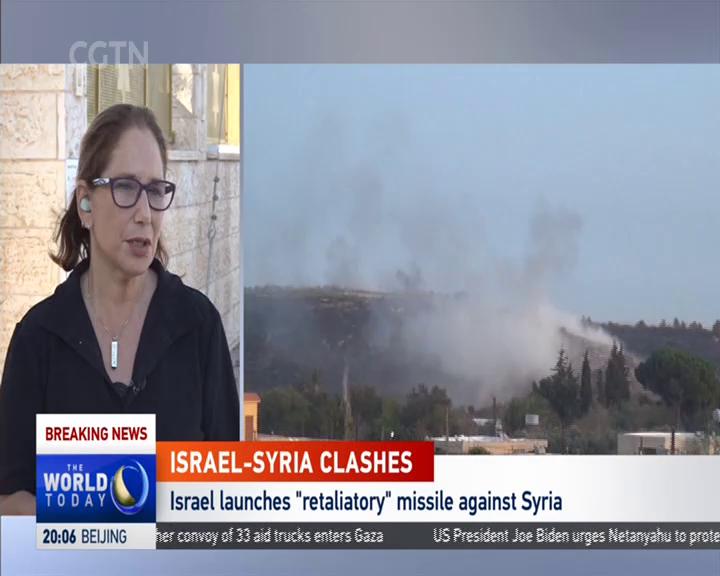 CGTN
BREAKING NEWS
ISRAEL-SYRIA CLASHES
THE
WORLD
TODAY
Israel launches "retaliatory" missile against Syria
20:06 BEIJING
her convoy of 33 aid trucks enters Gaza US President Joe Biden urges Netanyahu to prote